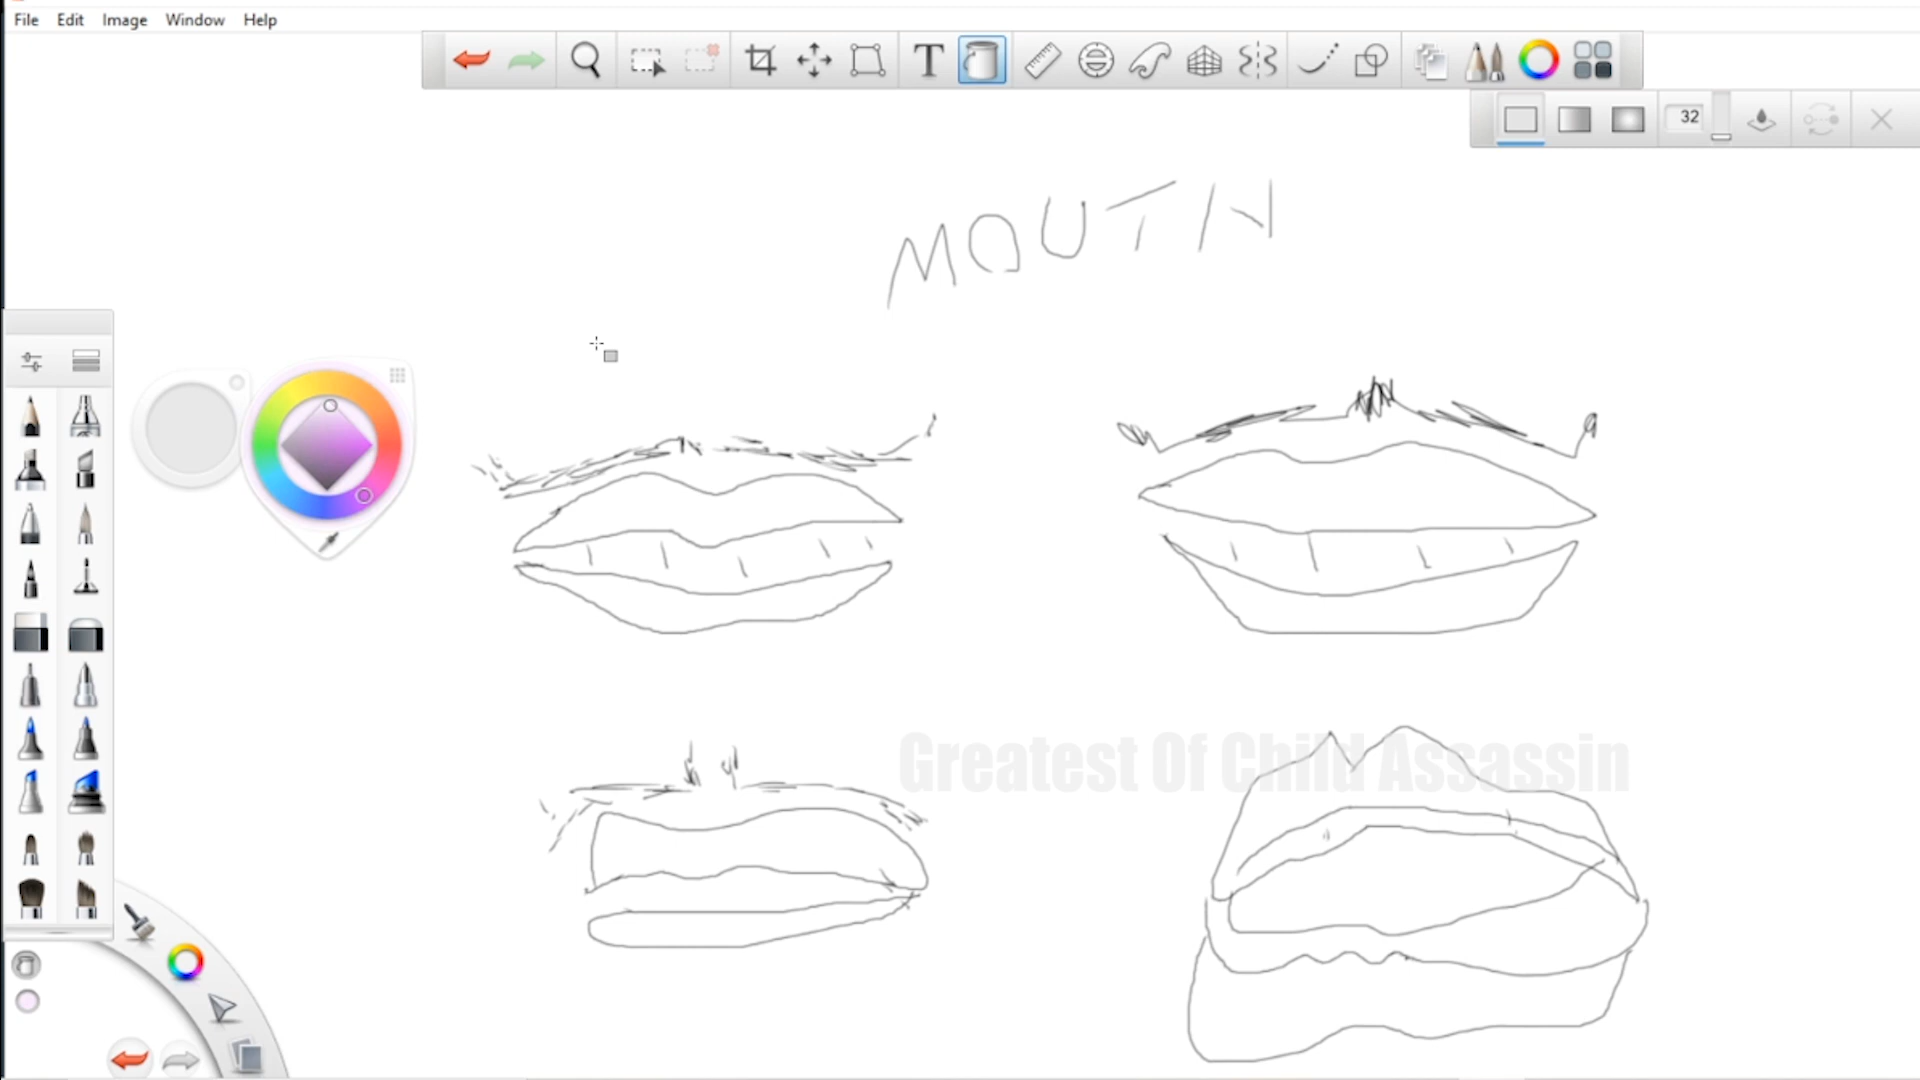 File Edit Image Window Help
T
32
MOUTH
Greatest Of Child Assassin